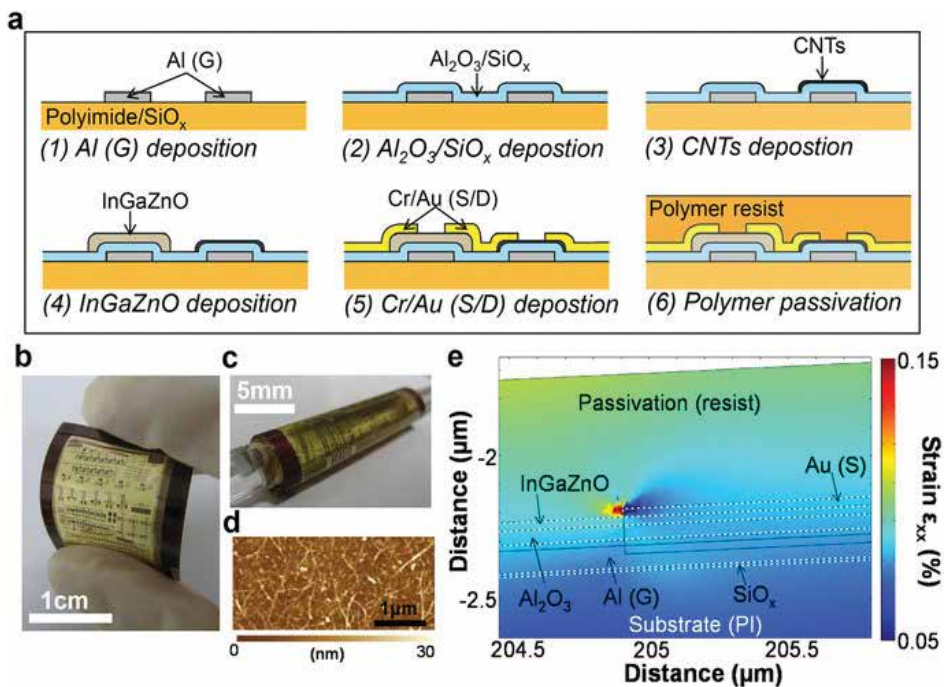 a
Al (G)
Polyimide/SiOx
(1) Al (G) deposition
Al2O3/SiOx
(2) Al2O3/SiOx depostion
CNTs
(3) CNTs depostion
InGaZnO
(4) InGaZnO deposition
Cr/Au (S/D)
(5) Cr/Au (S/D) depostion
Polymer resist
(6) Polymer passivation
b
1cm
c
5mm
d
1μm
0 (nm) 30
e
Passivation (resist)
InGaZnO
Au (S)
Al2O3
Al (G)
SiOx
Substrate (PI)
-2
-2.5
Distance (μm)
204.5 205 205.5
Distance (μm)
0.15
Strain εxx (%)
0.05